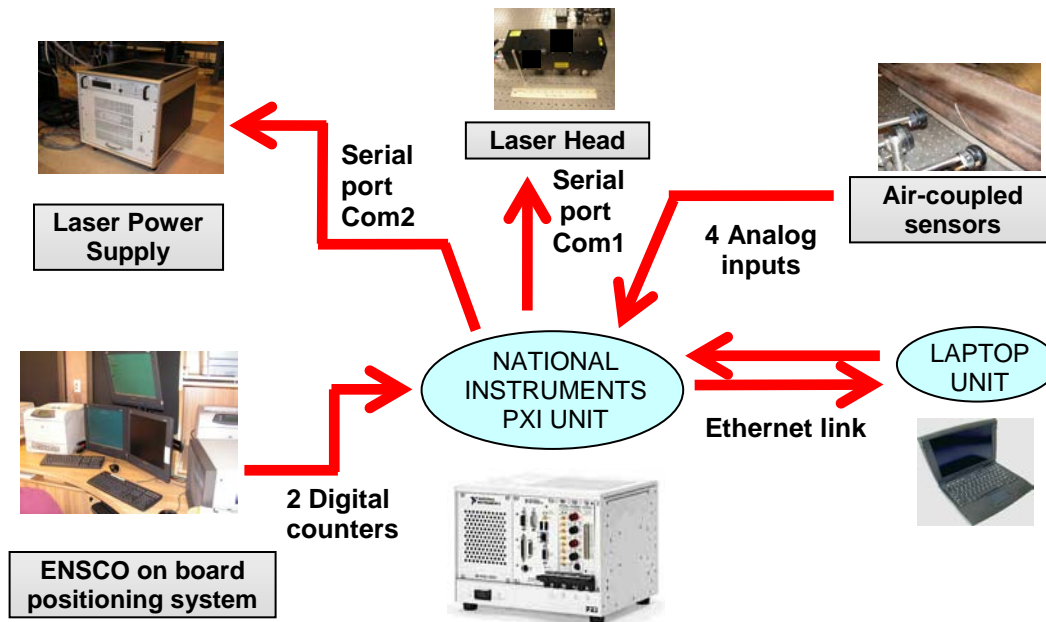 Laser Head
Serial
port
Com2
Serial
port
Com1
Air-coupled
sensors
Laser Power
Supply
4 Analog
inputs
NATIONAL
INSTRUMENTS
PXI UNIT
LAPTOP
UNIT
Ethernet link
2 Digital
counters
ENSCO on board
positioning system